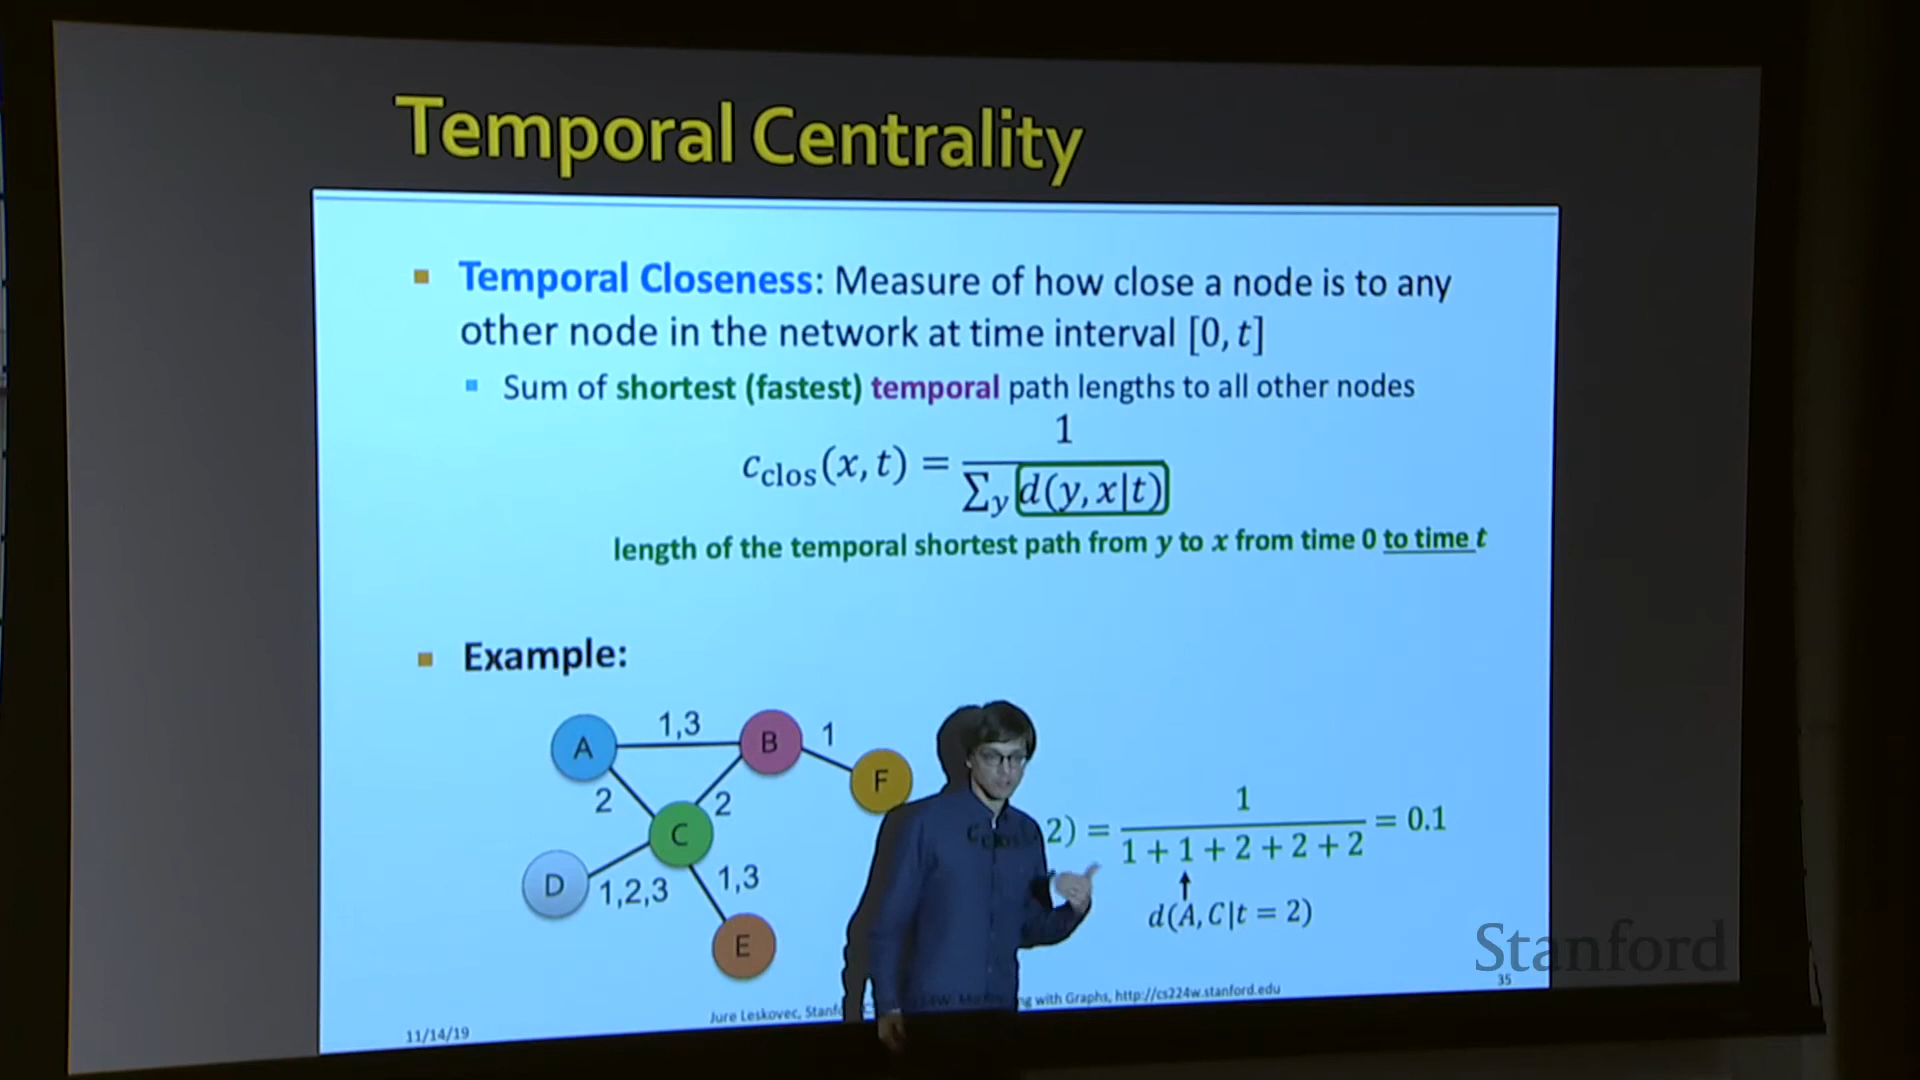 Temporal Centrality
Temporal Closeness: Measure of how close a node is to any
other node in the network at time interval [0, t]
Sum of shortest (fastest) temporal path lengths to all other nodes
c_clos(x, t) = 1 / Σ_y d(y, x|t)
length of the temporal shortest path from y to x from time 0 to time t
Example:
A 1,3 B 1 F
2 2
C
D 1,2,3 1,3
E
2) = 1 / 1 + 1 + 2 + 2 + 2 = 0.1
d(A, C|t = 2)
Stanford
35
11/14/19
Jure Leskovec, Stanf ng with Graphs, http://cs224w.stanford.edu